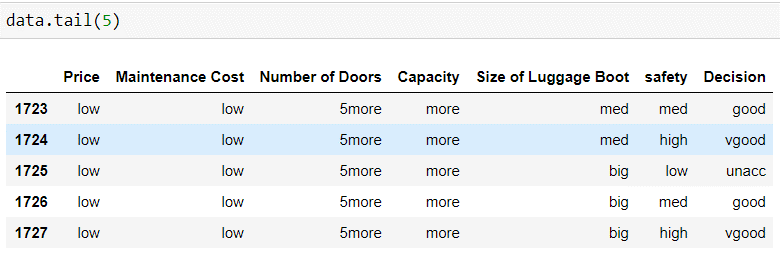 data.tail(5)
Price Maintenance Cost Number of Doors Capacity Size of Luggage Boot safety Decision
1723 low low 5more more med med good
1724 low low 5more more med high vgood
1725 low low 5more more big low unacc
1726 low low 5more more big med good
1727 low low 5more more big high vgood